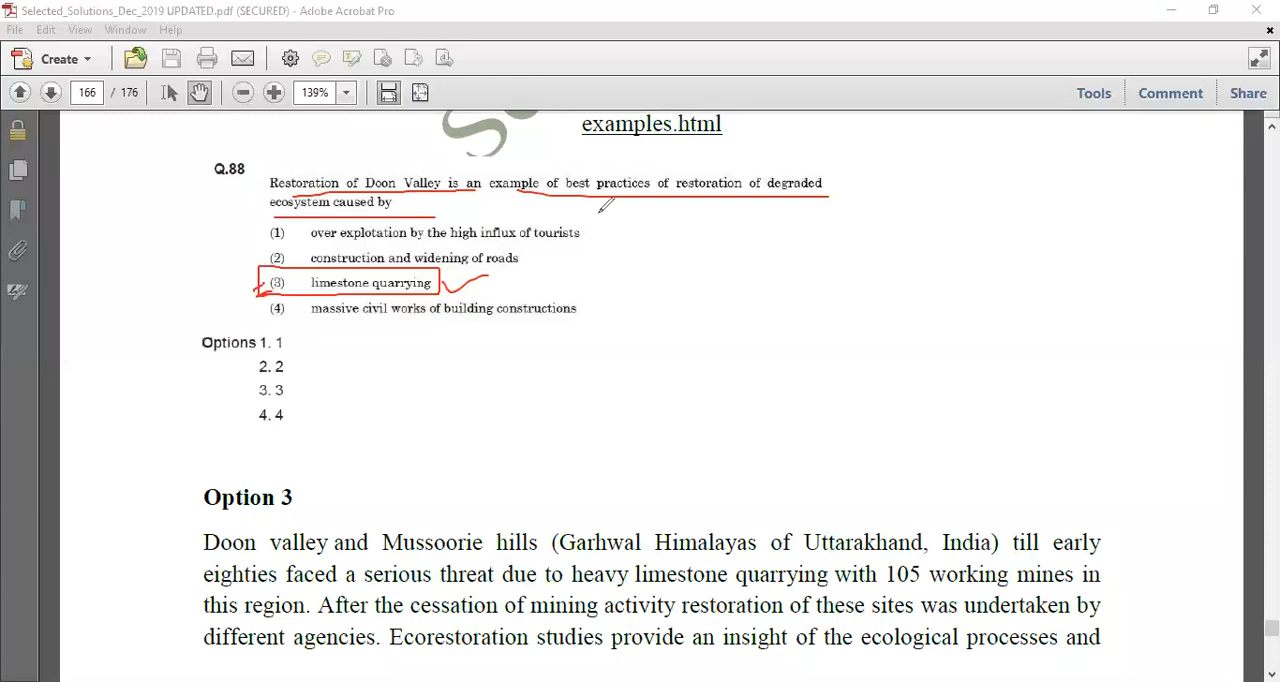 Selected_Solutions_Dec_2019 UPDATED.pdf (SECURED) - Adobe Acrobat Pro
File Edit View Window Help
Create
166 / 176 139% Tools Comment Share
examples.html
Q.88
Restoration of Doon Valley is an example of best practices of restoration of degraded
ecosystem caused by
(1) over explotation by the high influx of tourists
(2) construction and widening of roads
(3) limestone quarrying
(4) massive civil works of building constructions
Options 1. 1
2. 2
3. 3
4. 4
Option 3
Doon valley and Mussoorie hills (Garhwal Himalayas of Uttarakhand, India) till early
eighties faced a serious threat due to heavy limestone quarrying with 105 working mines in
this region. After the cessation of mining activity restoration of these sites was undertaken by
different agencies. Ecorestoration studies provide an insight of the ecological processes and